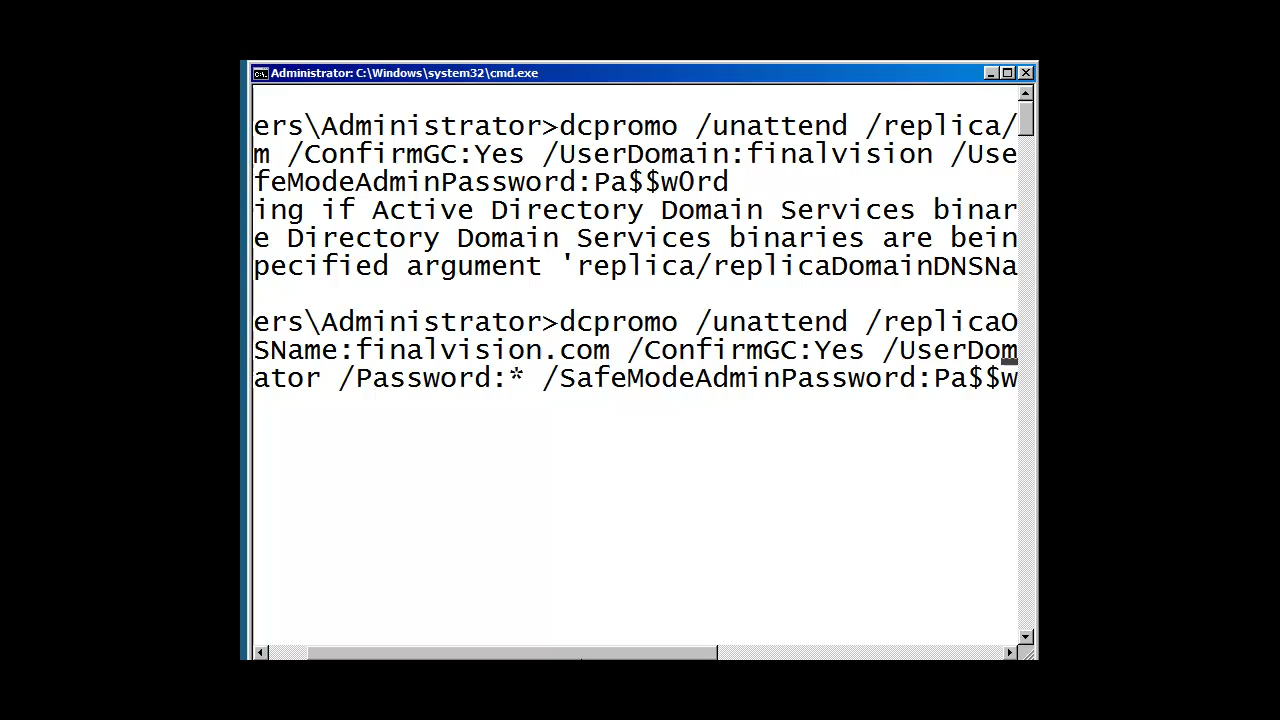 Administrator: C:\Windows\system32\cmd.exe
ers\Administrator>dcpromo /unattend /replica/
m /ConfirmGC:Yes /UserDomain:finalvision /Use
feModeAdminPassword:Pa$$w0rd
ing if Active Directory Domain Services binar
e Directory Domain Services binaries are bein
pecified argument 'replica/replicaDomainDNSNa
ers\Administrator>dcpromo /unattend /replicaO
SName:finalvision.com /ConfirmGC:Yes /UserDom
ator /Password:* /SafeModeAdminPassword:Pa$$w